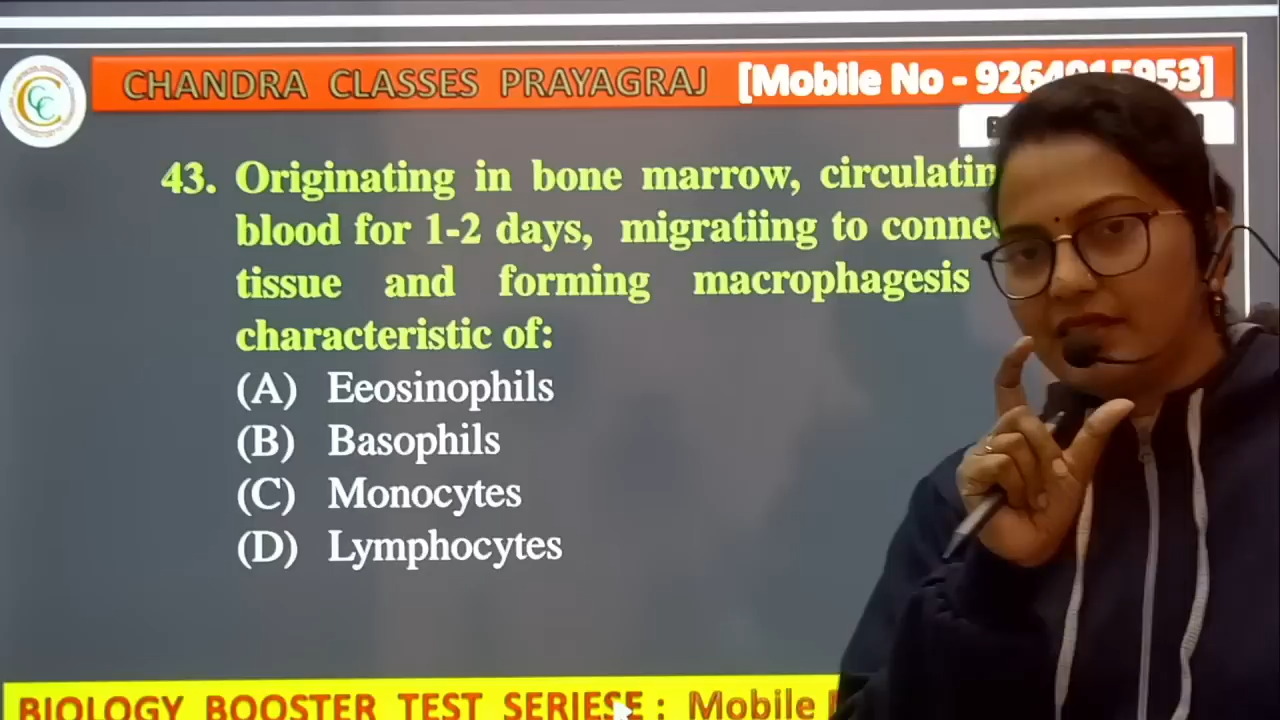 CHANDRA CLASSES PRAYAGRAJ [Mobile No - 9264915953]
43. Originating in bone marrow, circulatin
blood for 1-2 days, migratiing to conne
tissue and forming macrophagesis
characteristic of:
(A) Eeosinophils
(B) Basophils
(C) Monocytes
(D) Lymphocytes
BIOLOGY BOOSTER TEST SERIESE : Mobile